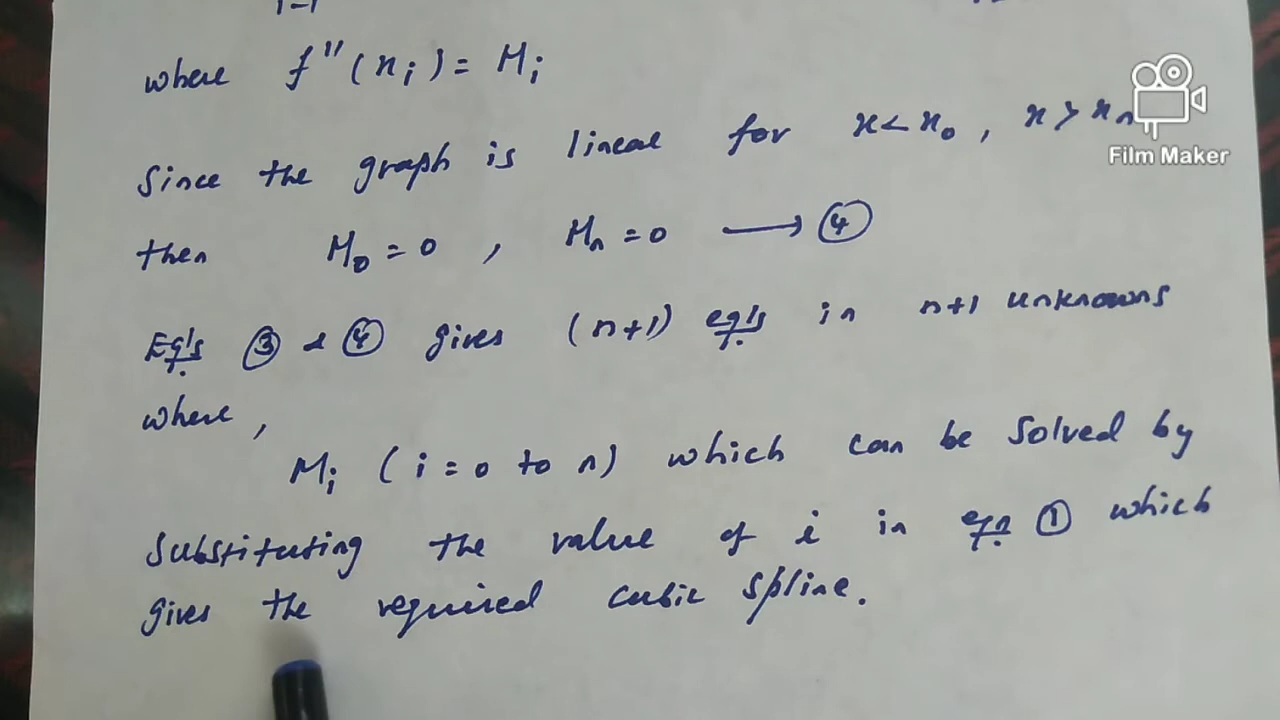 where f''(xᵢ) = Mᵢ
Since the graph is linear for x < x₀, x > xₙ
Film Maker
then M₀ = 0, Mₙ = 0 ⟶ ④
Eq's ③ & ④ gives (n+1) eq's in n+1 unknowns
where,
Mᵢ (i = 0 to n) which can be solved by
substituting the value of i in eqn ① which
gives the required cubic spline.